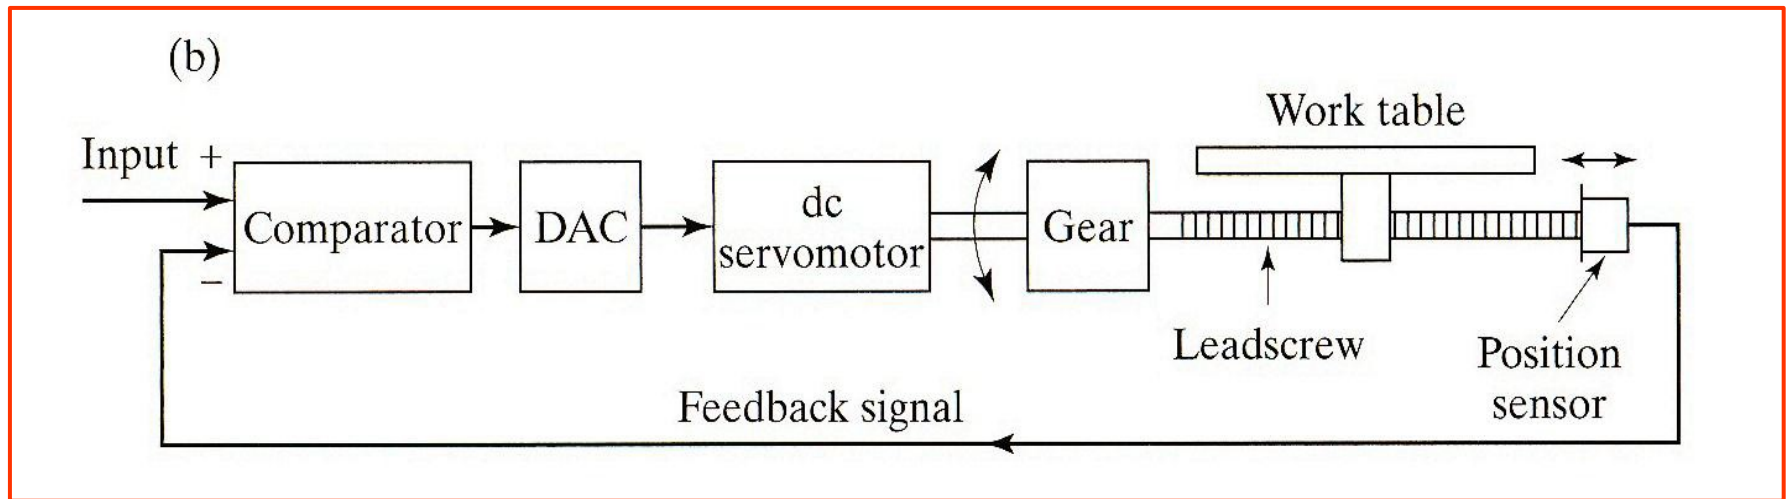 (b)
Work table
Input +
Comparator
DAC
dc
servomotor
Gear
−
Leadscrew
Position
sensor
Feedback signal